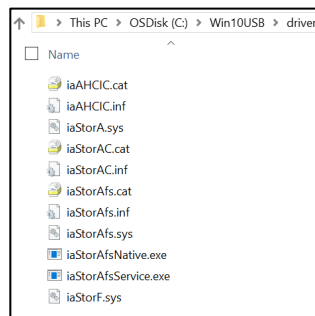 This PC > OSDisk (C:) > Win10USB > driver
Name
iaAHCIC.cat
iaAHCIC.inf
iaStorA.sys
iaStorAC.cat
iaStorAC.inf
iaStorAfs.cat
iaStorAfs.inf
iaStorAfs.sys
iaStorAfsNative.exe
iaStorAfsService.exe
iaStorF.sys